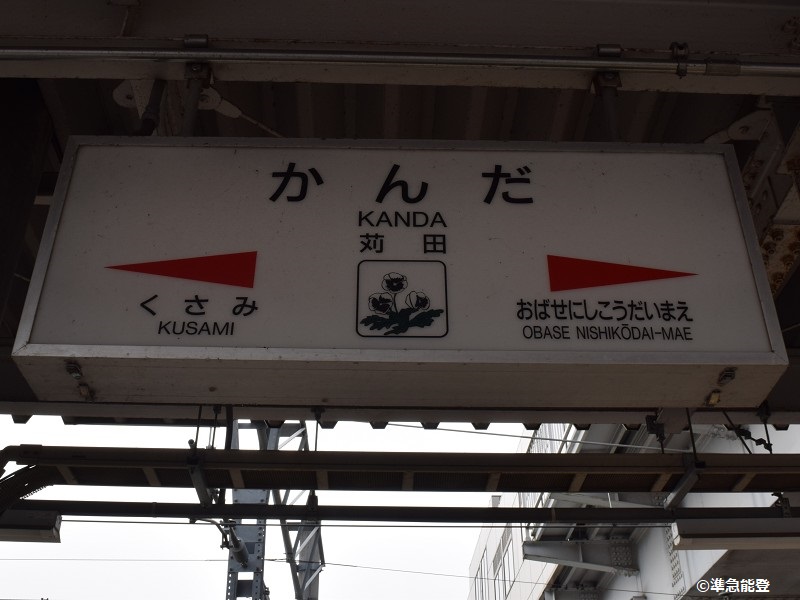 かんだ
KANDA
苅田
くさみ
KUSAMI
おばせにしこうだいまえ
OBASE NISHIKŌDAI-MAE
©準急能登